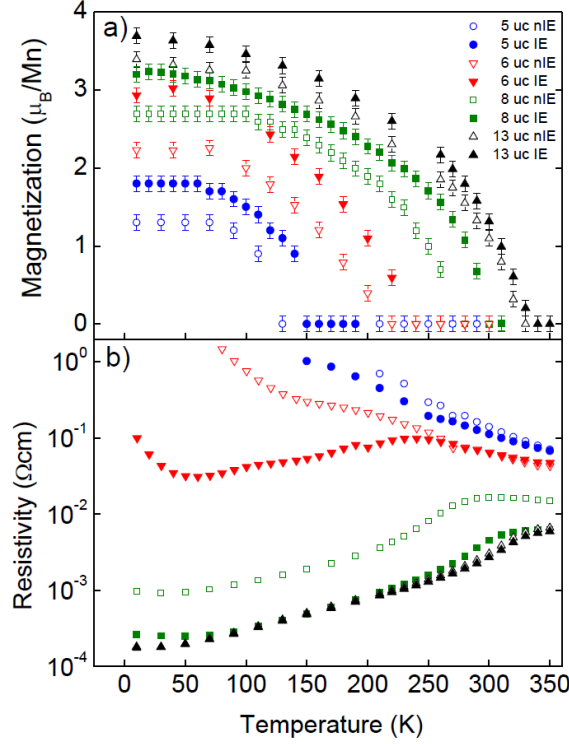 a)
5 uc nIE
5 uc IE
6 uc nIE
6 uc IE
8 uc nIE
8 uc IE
13 uc nIE
13 uc IE
4
3
2
1
0
Magnetization (μB/Mn)
b)
10^0
10^-1
10^-2
10^-3
10^-4
Resistivity (Ωcm)
0 50 100 150 200 250 300 350
Temperature (K)